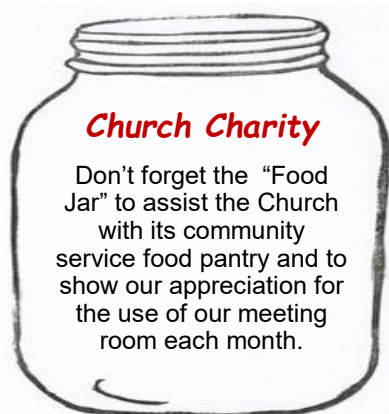 Church Charity
Don’t forget the “Food
Jar” to assist the Church
with its community
service food pantry and to
show our appreciation for
the use of our meeting
room each month.